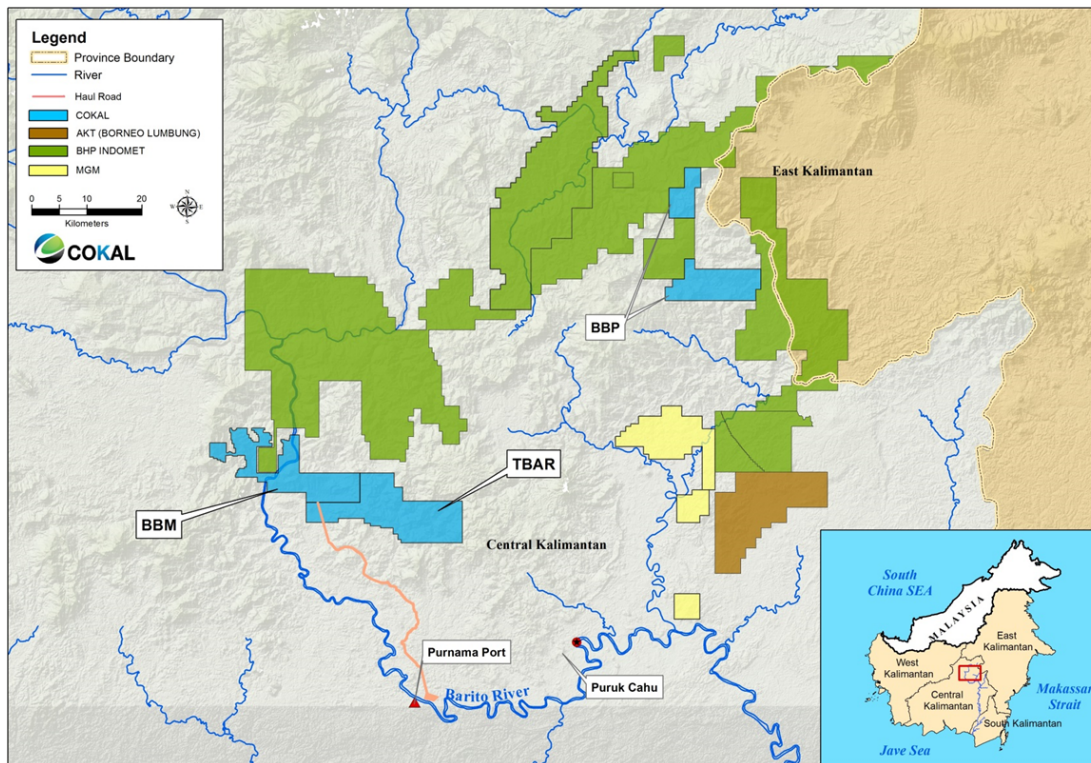 Legend
Province Boundary
River
Haul Road
COKAL
AKT (BORNEO LUMBUNG)
BHP INDOMET
MGM
0 5 10 20
Kilometers
N
W E
S
COKAL
East Kalimantan
BBP
TBAR
BBM
Central Kalimantan
Purnama Port
Barito River
Puruk Cahu
South
China SEA
MALAYSIA
East
Kalimantan
West
Kalimantan
Central
Kalimantan
Makassar
Strait
South Kalimantan
Jave Sea